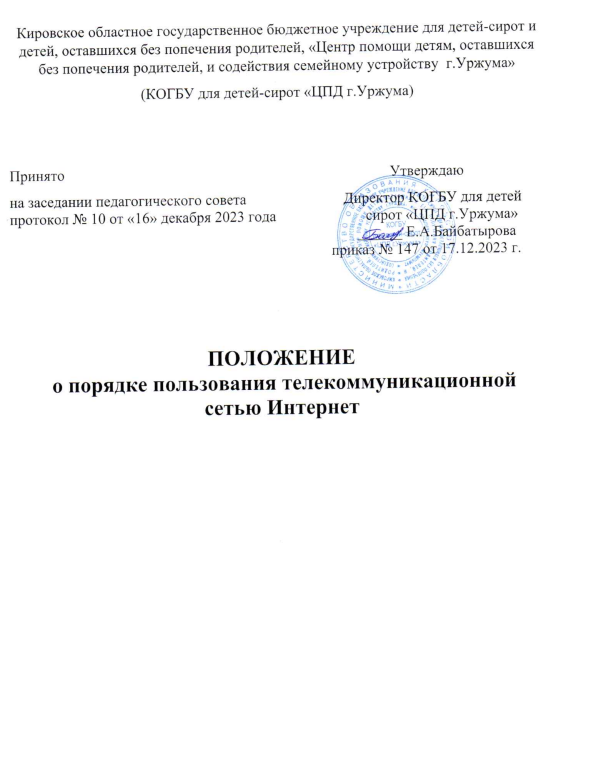 Кировское областное государственное бюджетное учреждение для детей-сирот и
детей, оставшихся без попечения родителей, «Центр помощи детям, оставшихся
без попечения родителей, и содействия семейному устройству г.Уржума»
(КОГБУ для детей-сирот «ЦПД г.Уржума)
Принято
на заседании педагогического совета
протокол № 10 от «16» декабря 2023 года
Утверждаю
Директор КОГБУ для детей
сирот «ЦПД г.Уржума»
Е.А.Байбатырова
приказ № 147 от 17.12.2023 г.
ПОЛОЖЕНИЕ
о порядке пользования телекоммуникационной
сетью Интернет